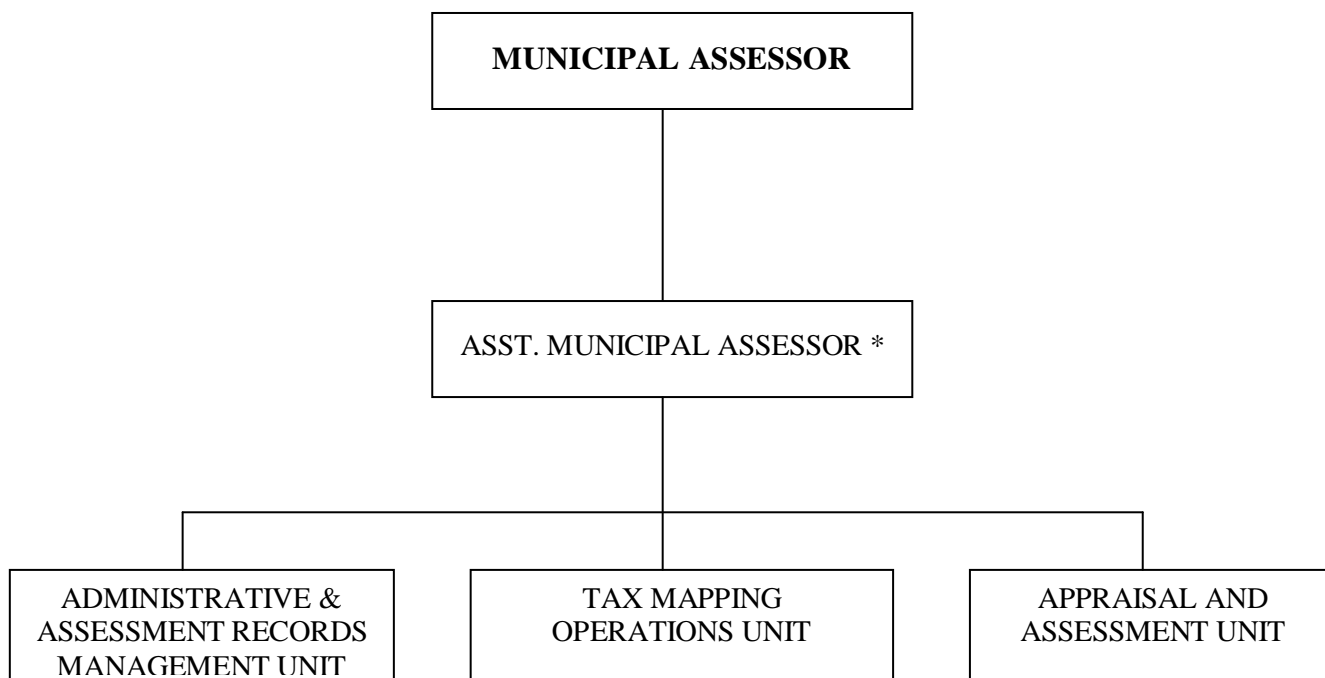 MUNICIPAL ASSESSOR
ASST. MUNICIPAL ASSESSOR *
ADMINISTRATIVE &
ASSESSMENT RECORDS
MANAGEMENT UNIT
TAX MAPPING
OPERATIONS UNIT
APPRAISAL AND
ASSESSMENT UNIT